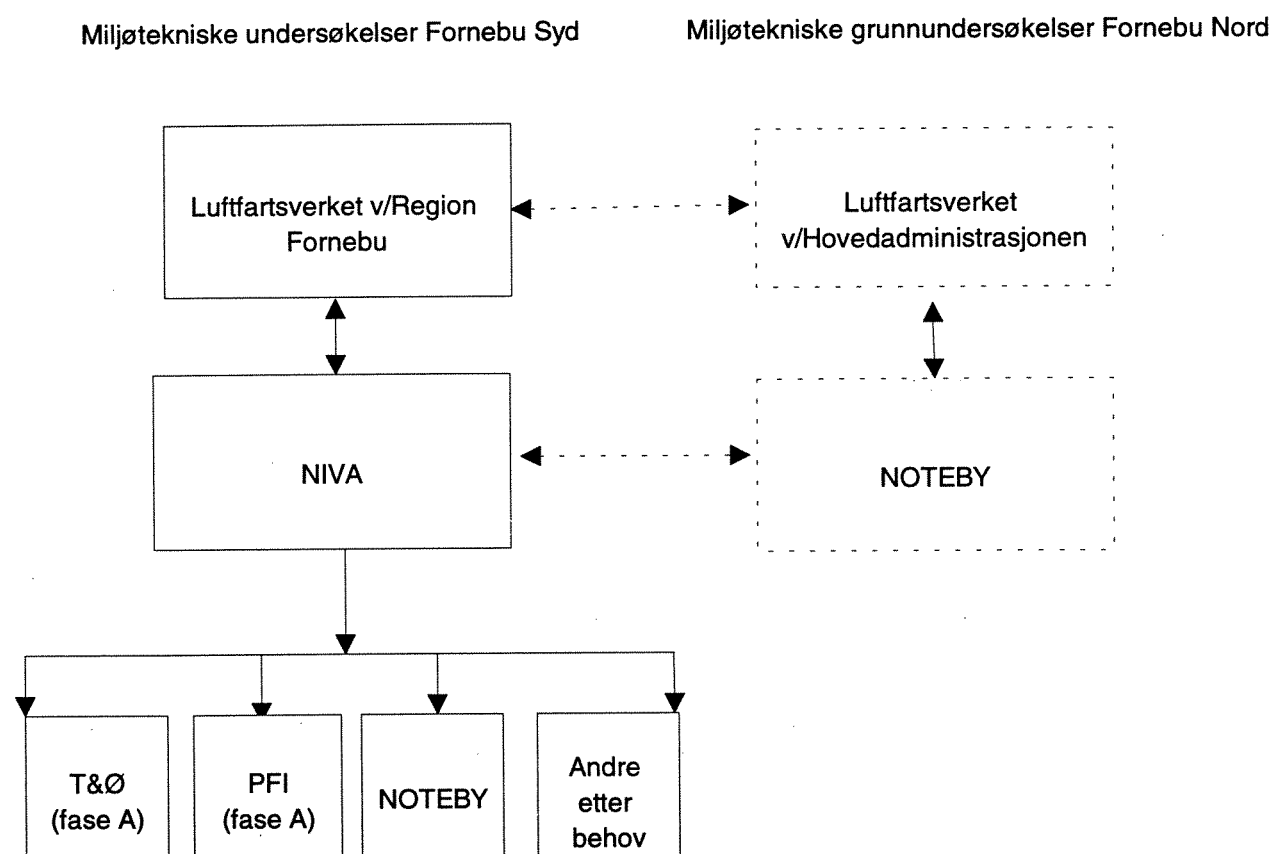 Miljøtekniske undersøkelser Fornebu Syd
Miljøtekniske grunnundersøkelser Fornebu Nord
Luftfartsverket v/Region
Fornebu
Luftfartsverket
v/Hovedadministrasjonen
NIVA
NOTEBY
T&Ø
(fase A)
PFI
(fase A)
NOTEBY
Andre
etter
behov